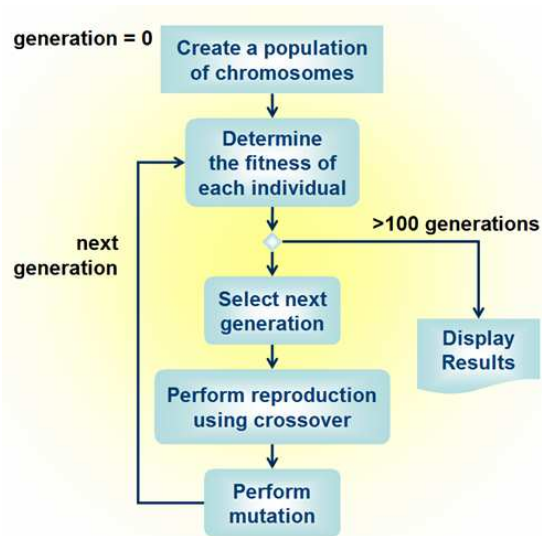 generation = 0
Create a population
of chromosomes
Determine
the fitness of
each individual
>100 generations
next
generation
Select next
generation
Display
Results
Perform reproduction
using crossover
Perform
mutation